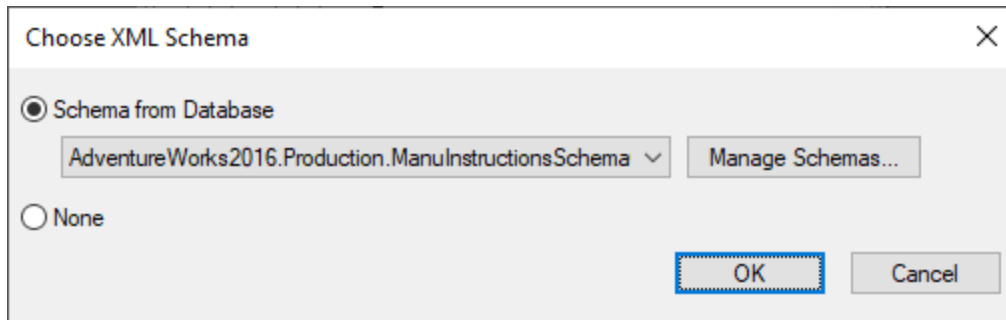 Choose XML Schema
Schema from Database
AdventureWorks2016.Production.ManuInstructionsSchema
Manage Schemas...
None
OK
Cancel